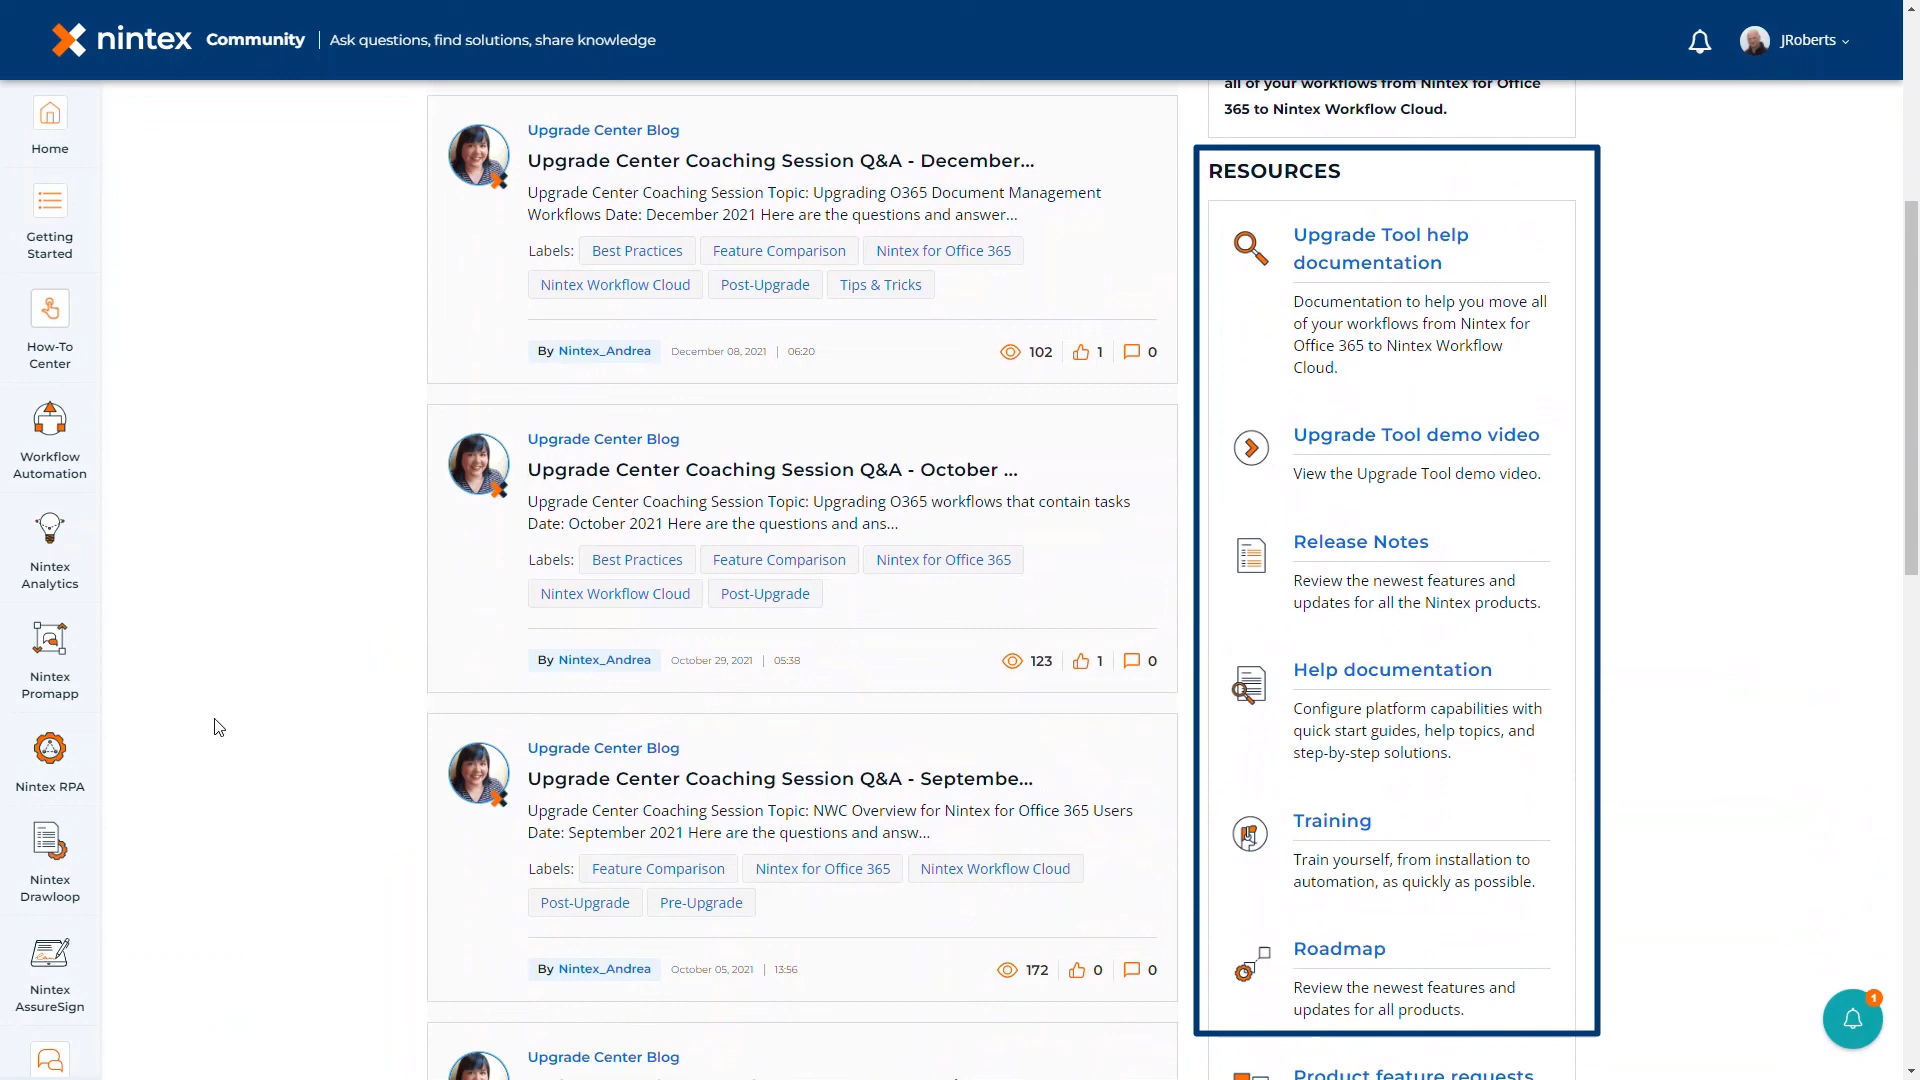 nintex Community | Ask questions, find solutions, share knowledge
JRoberts
Home
Getting
Started
How-To
Center
Workflow
Automation
Nintex
Analytics
Nintex
Promapp
Nintex RPA
Nintex
Drawloop
Nintex
AssureSign
Upgrade Center Blog
Upgrade Center Coaching Session Q&A - December...
Upgrade Center Coaching Session Topic: Upgrading O365 Document Management
Workflows Date: December 2021 Here are the questions and answer...
Labels: Best Practices Feature Comparison Nintex for Office 365
Nintex Workflow Cloud Post-Upgrade Tips & Tricks
By Nintex_Andrea December 08, 2021 | 06:20 102 1 0
Upgrade Center Blog
Upgrade Center Coaching Session Q&A - October ...
Upgrade Center Coaching Session Topic: Upgrading O365 workflows that contain tasks
Date: October 2021 Here are the questions and ans...
Labels: Best Practices Feature Comparison Nintex for Office 365
Nintex Workflow Cloud Post-Upgrade
By Nintex_Andrea October 29, 2021 | 05:38 123 1 0
Upgrade Center Blog
Upgrade Center Coaching Session Q&A - Septembe...
Upgrade Center Coaching Session Topic: NWC Overview for Nintex for Office 365 Users
Date: September 2021 Here are the questions and answ...
Labels: Feature Comparison Nintex for Office 365 Nintex Workflow Cloud
Post-Upgrade Pre-Upgrade
By Nintex_Andrea October 05, 2021 | 13:56 172 0 0
Upgrade Center Blog
all of your workflows from Nintex for Office
365 to Nintex Workflow Cloud.
RESOURCES
Upgrade Tool help
documentation
Documentation to help you move all
of your workflows from Nintex for
Office 365 to Nintex Workflow
Cloud.
Upgrade Tool demo video
View the Upgrade Tool demo video.
Release Notes
Review the newest features and
updates for all the Nintex products.
Help documentation
Configure platform capabilities with
quick start guides, help topics, and
step-by-step solutions.
Training
Train yourself, from installation to
automation, as quickly as possible.
Roadmap
Review the newest features and
updates for all products.
Product feature requests
1